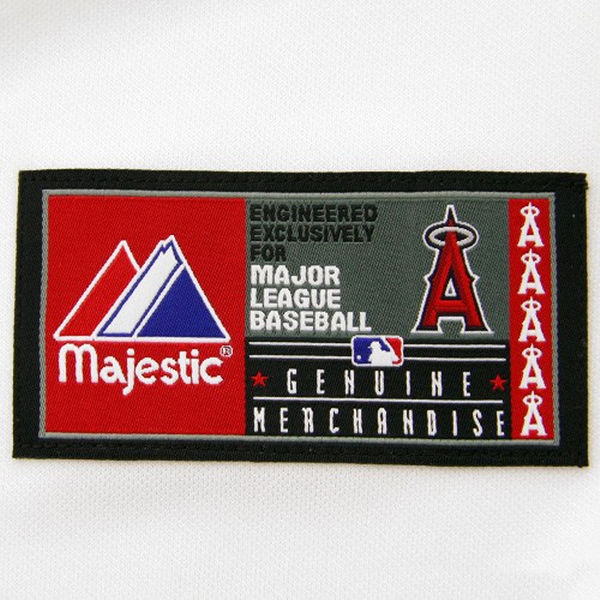 Majestic®
ENGINEERED
EXCLUSIVELY
FOR
MAJOR
LEAGUE
BASEBALL
A
GENUINE
MERCHANDISE
A
A
A
A
A
A